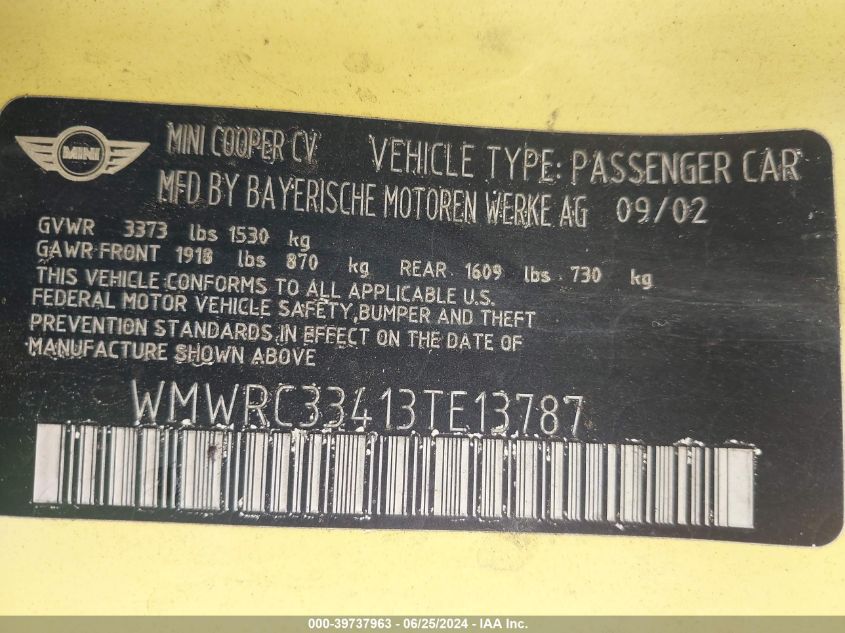 MINI
MINI COOPER CV VEHICLE TYPE: PASSENGER CAR
MFD BY BAYERISCHE MOTOREN WERKE AG 09/02
GVWR 3373 lbs 1530 kg
GAWR FRONT 1918 lbs 870 kg REAR 1609 lbs 730 kg
THIS VEHICLE CONFORMS TO ALL APPLICABLE U.S.
FEDERAL MOTOR VEHICLE SAFETY,BUMPER AND THEFT
PREVENTION STANDARDS IN EFFECT ON THE DATE OF
MANUFACTURE SHOWN ABOVE
WMWRC33413TE13787
000-39737963 - 06/25/2024 - IAA Inc.